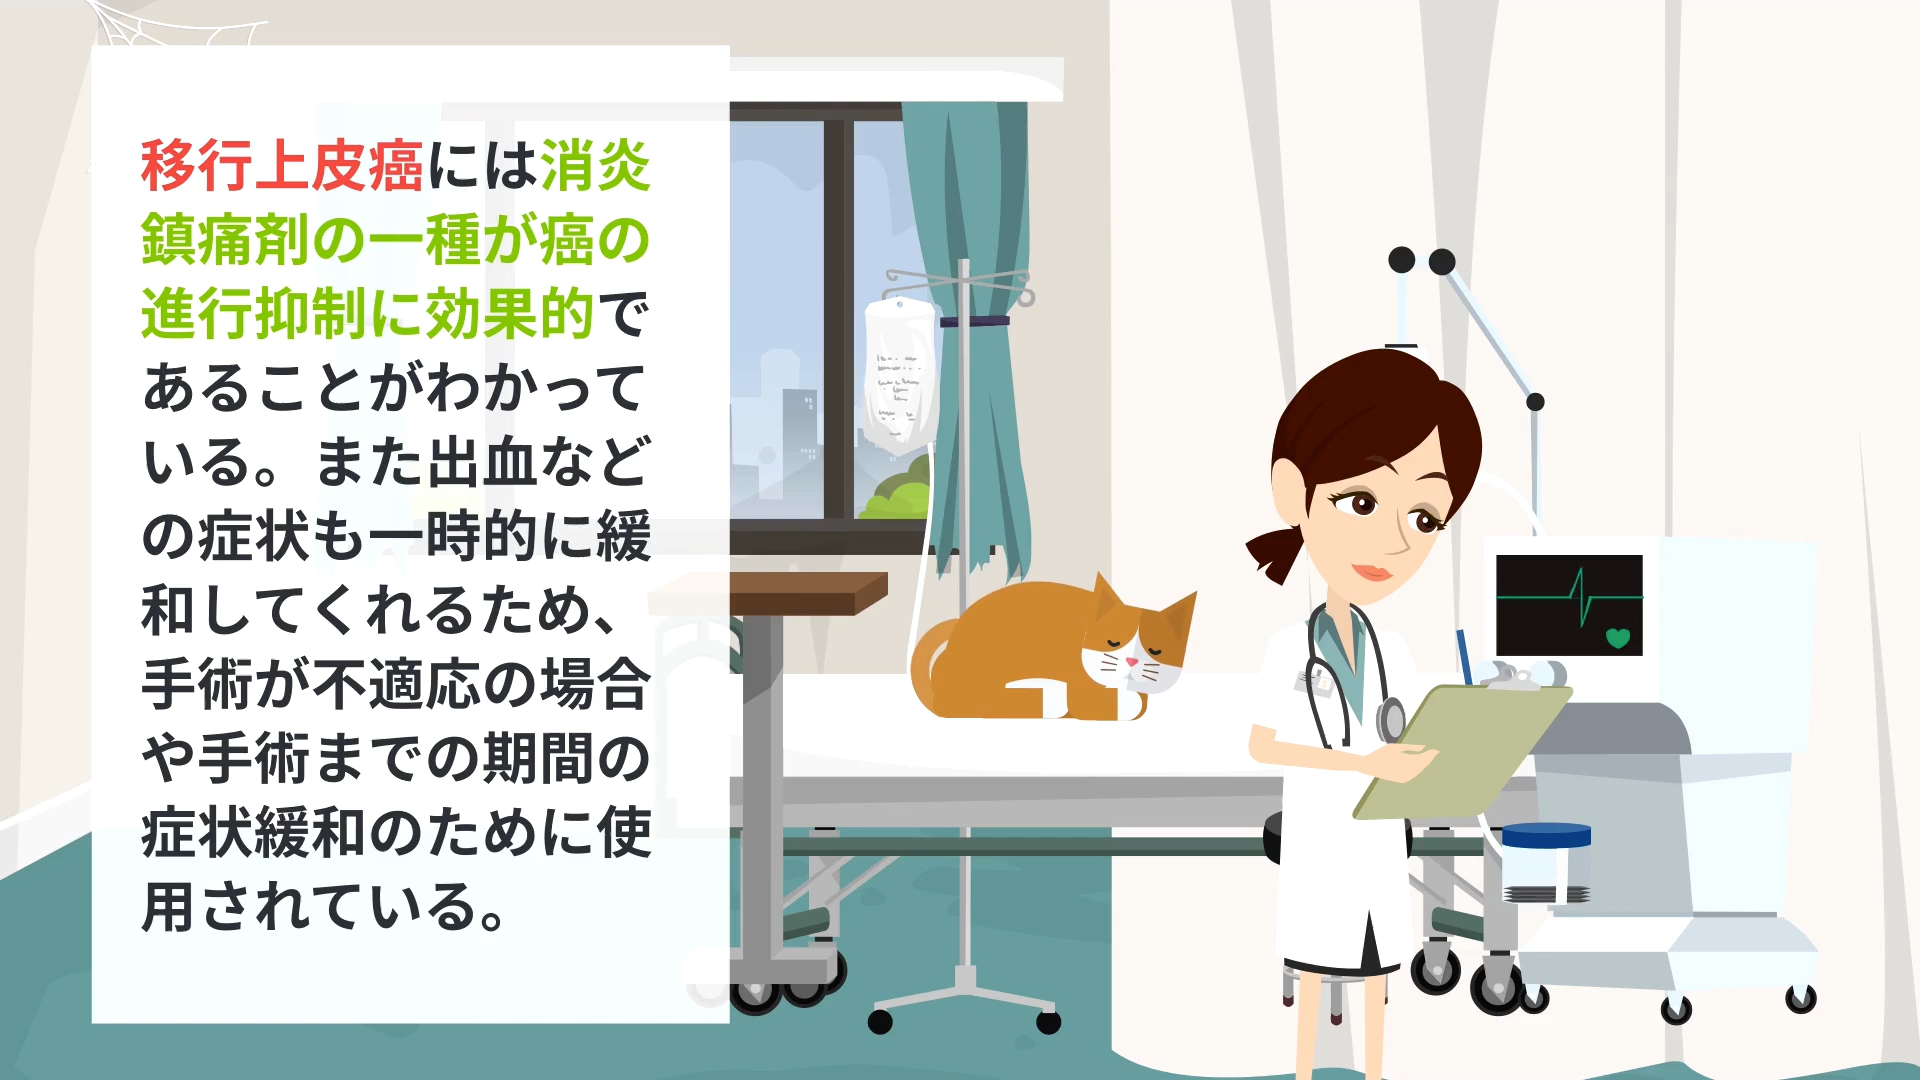 移行上皮癌には消炎
鎮痛剤の一種が癌の
進行抑制に効果的で
あることがわかって
いる。また出血など
の症状も一時的に緩
和してくれるため、
手術が不適応の場合
や手術までの期間の
症状緩和のために使
用されている。